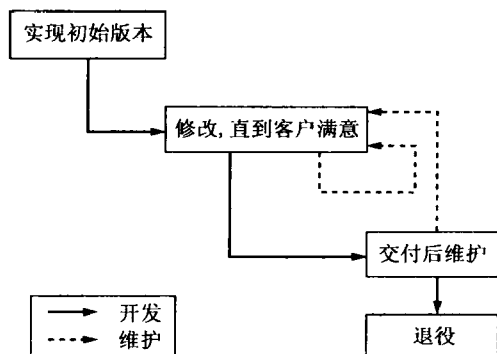 实现初始版本
修改, 直到客户满意
交付后维护
开发
维护
退役